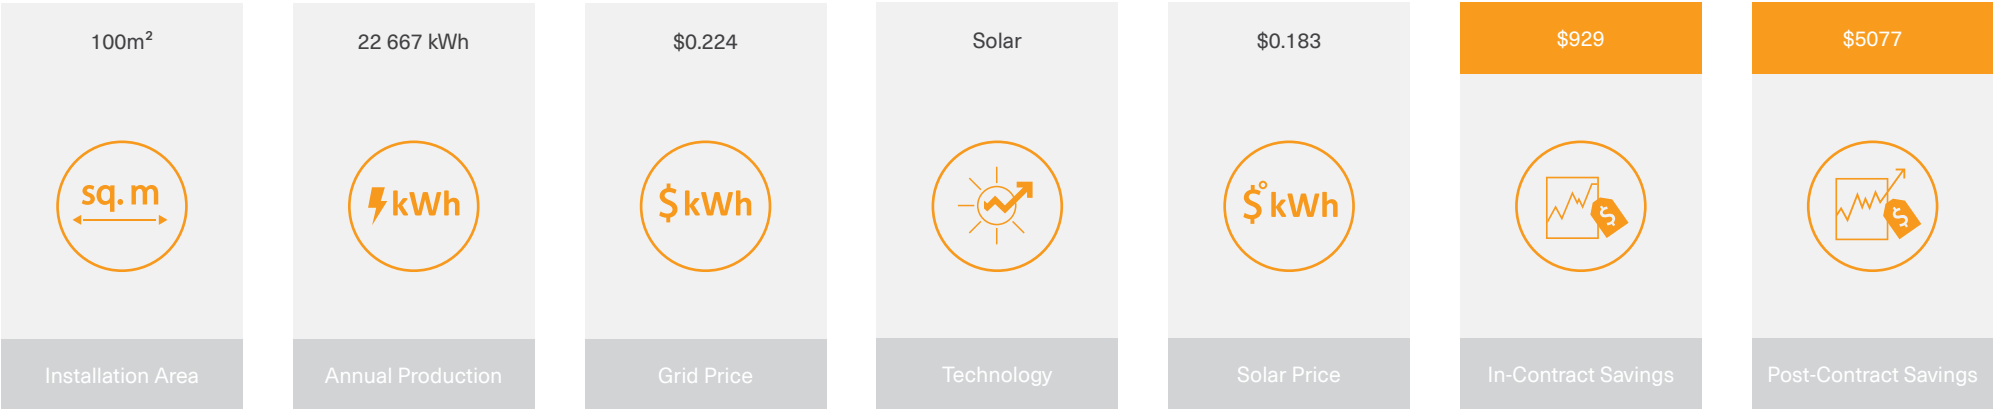 100m²
sq. m
Installation Area
22 667 kWh
kWh
Annual Production
$0.224
$ kWh
Grid Price
Solar
Technology
$0.183
$° kWh
Solar Price
$929
$
In-Contract Savings
$5077
$
Post-Contract Savings